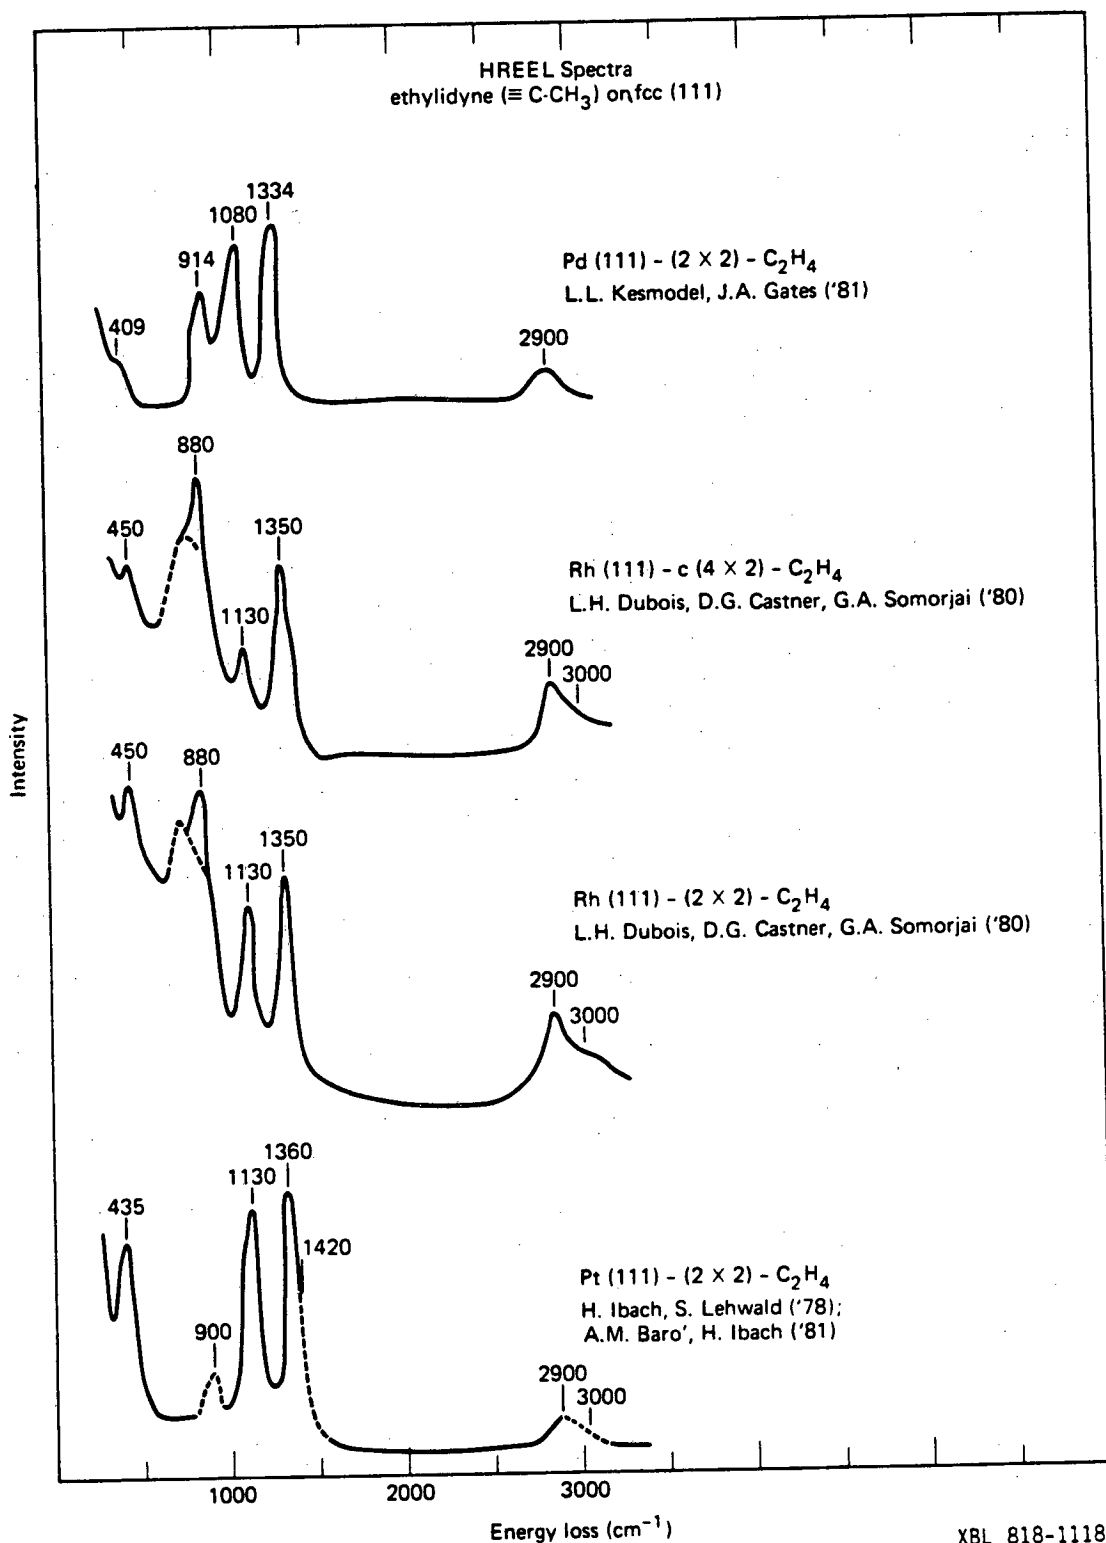 HREEL Spectra
ethylidyne (≡ C-CH₃) on fcc (111)
1334
1080
914
409
Pd (111) - (2 × 2) - C₂H₄
L.L. Kesmodel, J.A. Gates ('81)
2900
880
450
1350
1130
Rh (111) - c (4 × 2) - C₂H₄
L.H. Dubois, D.G. Castner, G.A. Somorjai ('80)
2900
3000
Intensity
450
880
1350
1130
Rh (111) - (2 × 2) - C₂H₄
L.H. Dubois, D.G. Castner, G.A. Somorjai ('80)
2900
3000
1360
1130
435
1420
900
Pt (111) - (2 × 2) - C₂H₄
H. Ibach, S. Lehwald ('78);
A.M. Baro', H. Ibach ('81)
2900
3000
1000 2000 3000
Energy loss (cm⁻¹)
XBL 818-1118